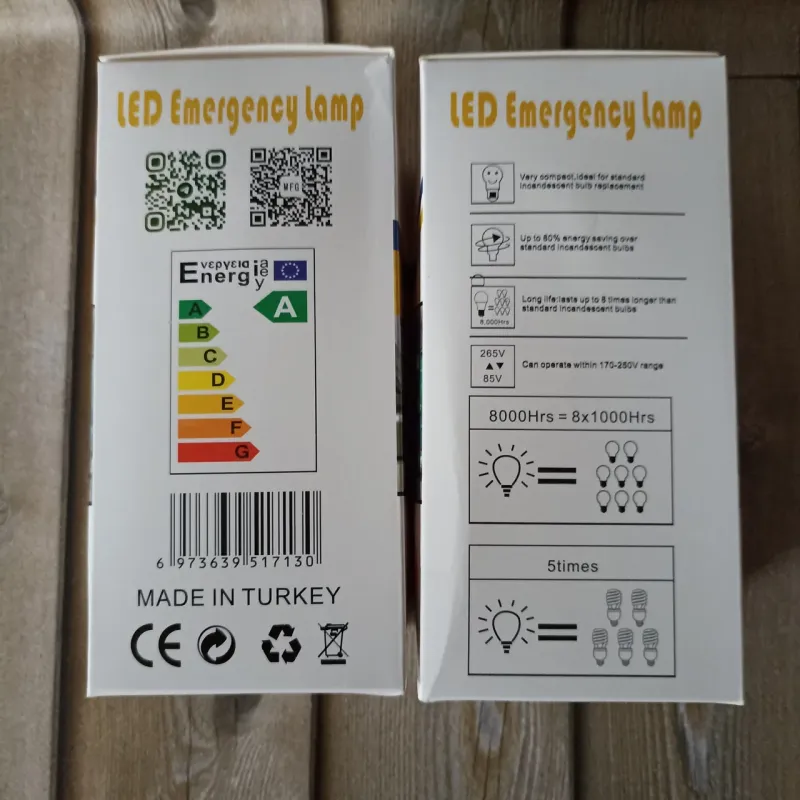 LED Emergency Lamp
MFG
Energ
ενεργεια
ie
ya
A
A
B
C
D
E
F
G
6 973639 517130
MADE IN TURKEY
CE
LED Emergency Lamp
Very compact,ideal for standard
incandescent bulb replacement
Up to 80% energy saving over
standard incandescent bulbs
Long life:lasts up to 8 times longer than
standard incandescent bulbs
8,000Hrs
265V
85V
Can operate within 170-250V range
8000Hrs = 8x1000Hrs
5times